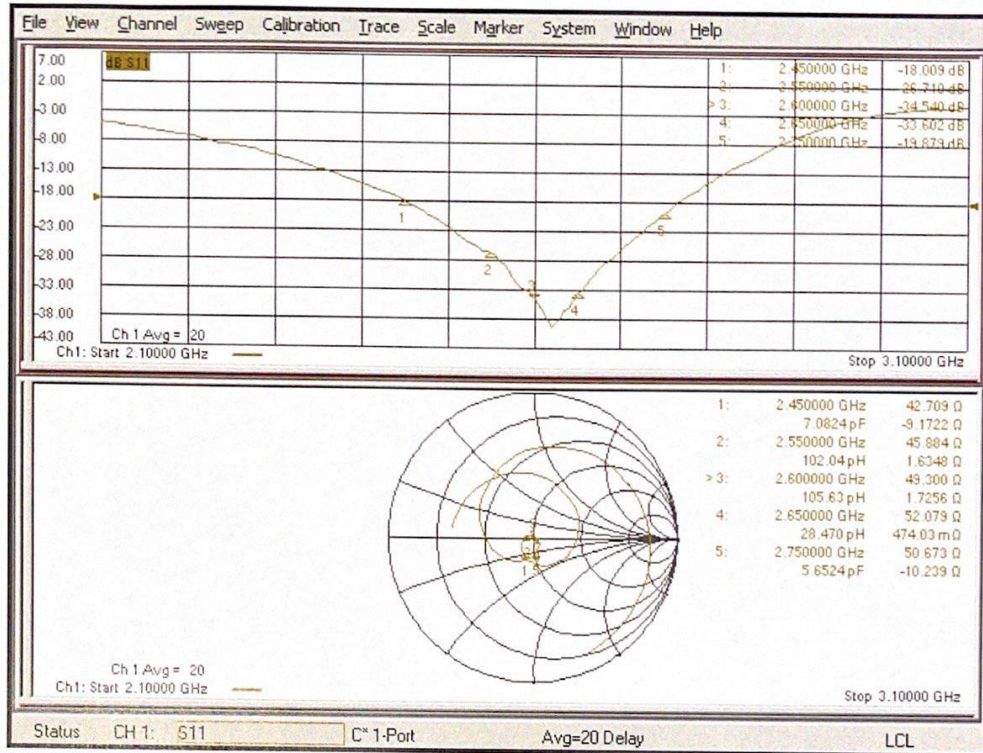 File View Channel Sweep Calibration Trace Scale Marker System Window Help
7.00
dB S11
2.00
-3.00
-8.00
-13.00
-18.00
-23.00
-28.00
-33.00
-38.00
-43.00
1: 2.450000 GHz -18.009 dB
2: 2.550000 GHz -26.710 dB
> 3: 2.600000 GHz -34.540 dB
4: 2.650000 GHz -33.602 dB
5: 2.750000 GHz -19.879 dB
1
2
3
4
5
Ch 1 Avg = 20
Ch1: Start 2.10000 GHz
Stop 3.10000 GHz
1: 2.450000 GHz 42.709 Ω
7.0824 pF -9.1722 Ω
2: 2.550000 GHz 45.884 Ω
102.04 pH 1.6348 Ω
> 3: 2.600000 GHz 49.300 Ω
105.63 pH 1.7256 Ω
4: 2.650000 GHz 52.079 Ω
28.470 pH 474.03 mΩ
5: 2.750000 GHz 50.673 Ω
5.6524 pF -10.239 Ω
Ch 1 Avg = 20
Ch1: Start 2.10000 GHz
Stop 3.10000 GHz
Status CH 1: S11 C* 1-Port Avg=20 Delay LCL